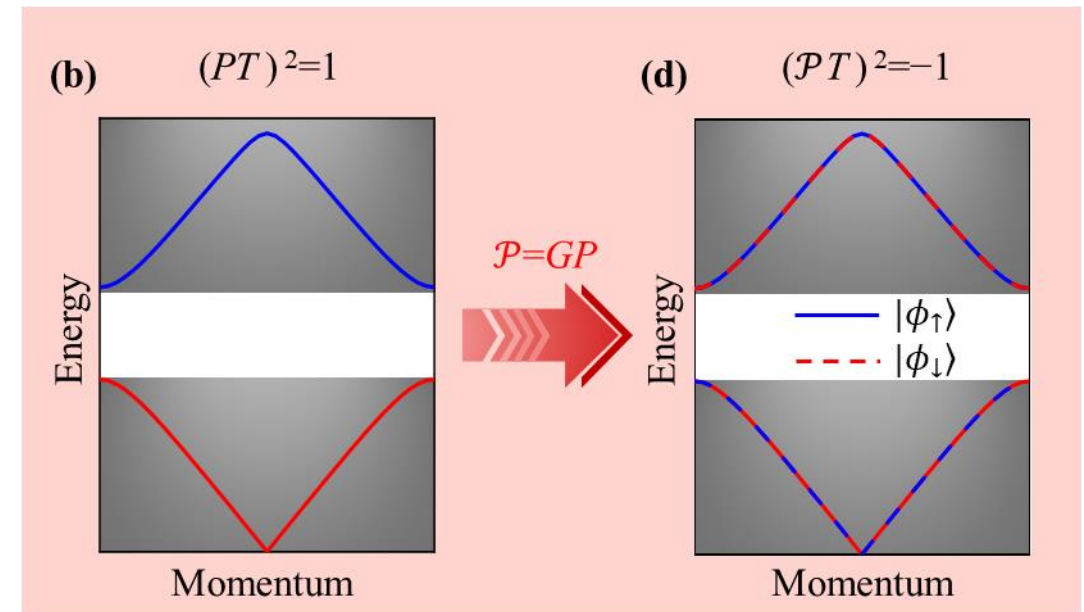 (b) (PT)²=1
Energy
Momentum
𝒫=GP
(d) (𝒫T)²=−1
Energy
|ϕ↑⟩
|ϕ↓⟩
Momentum